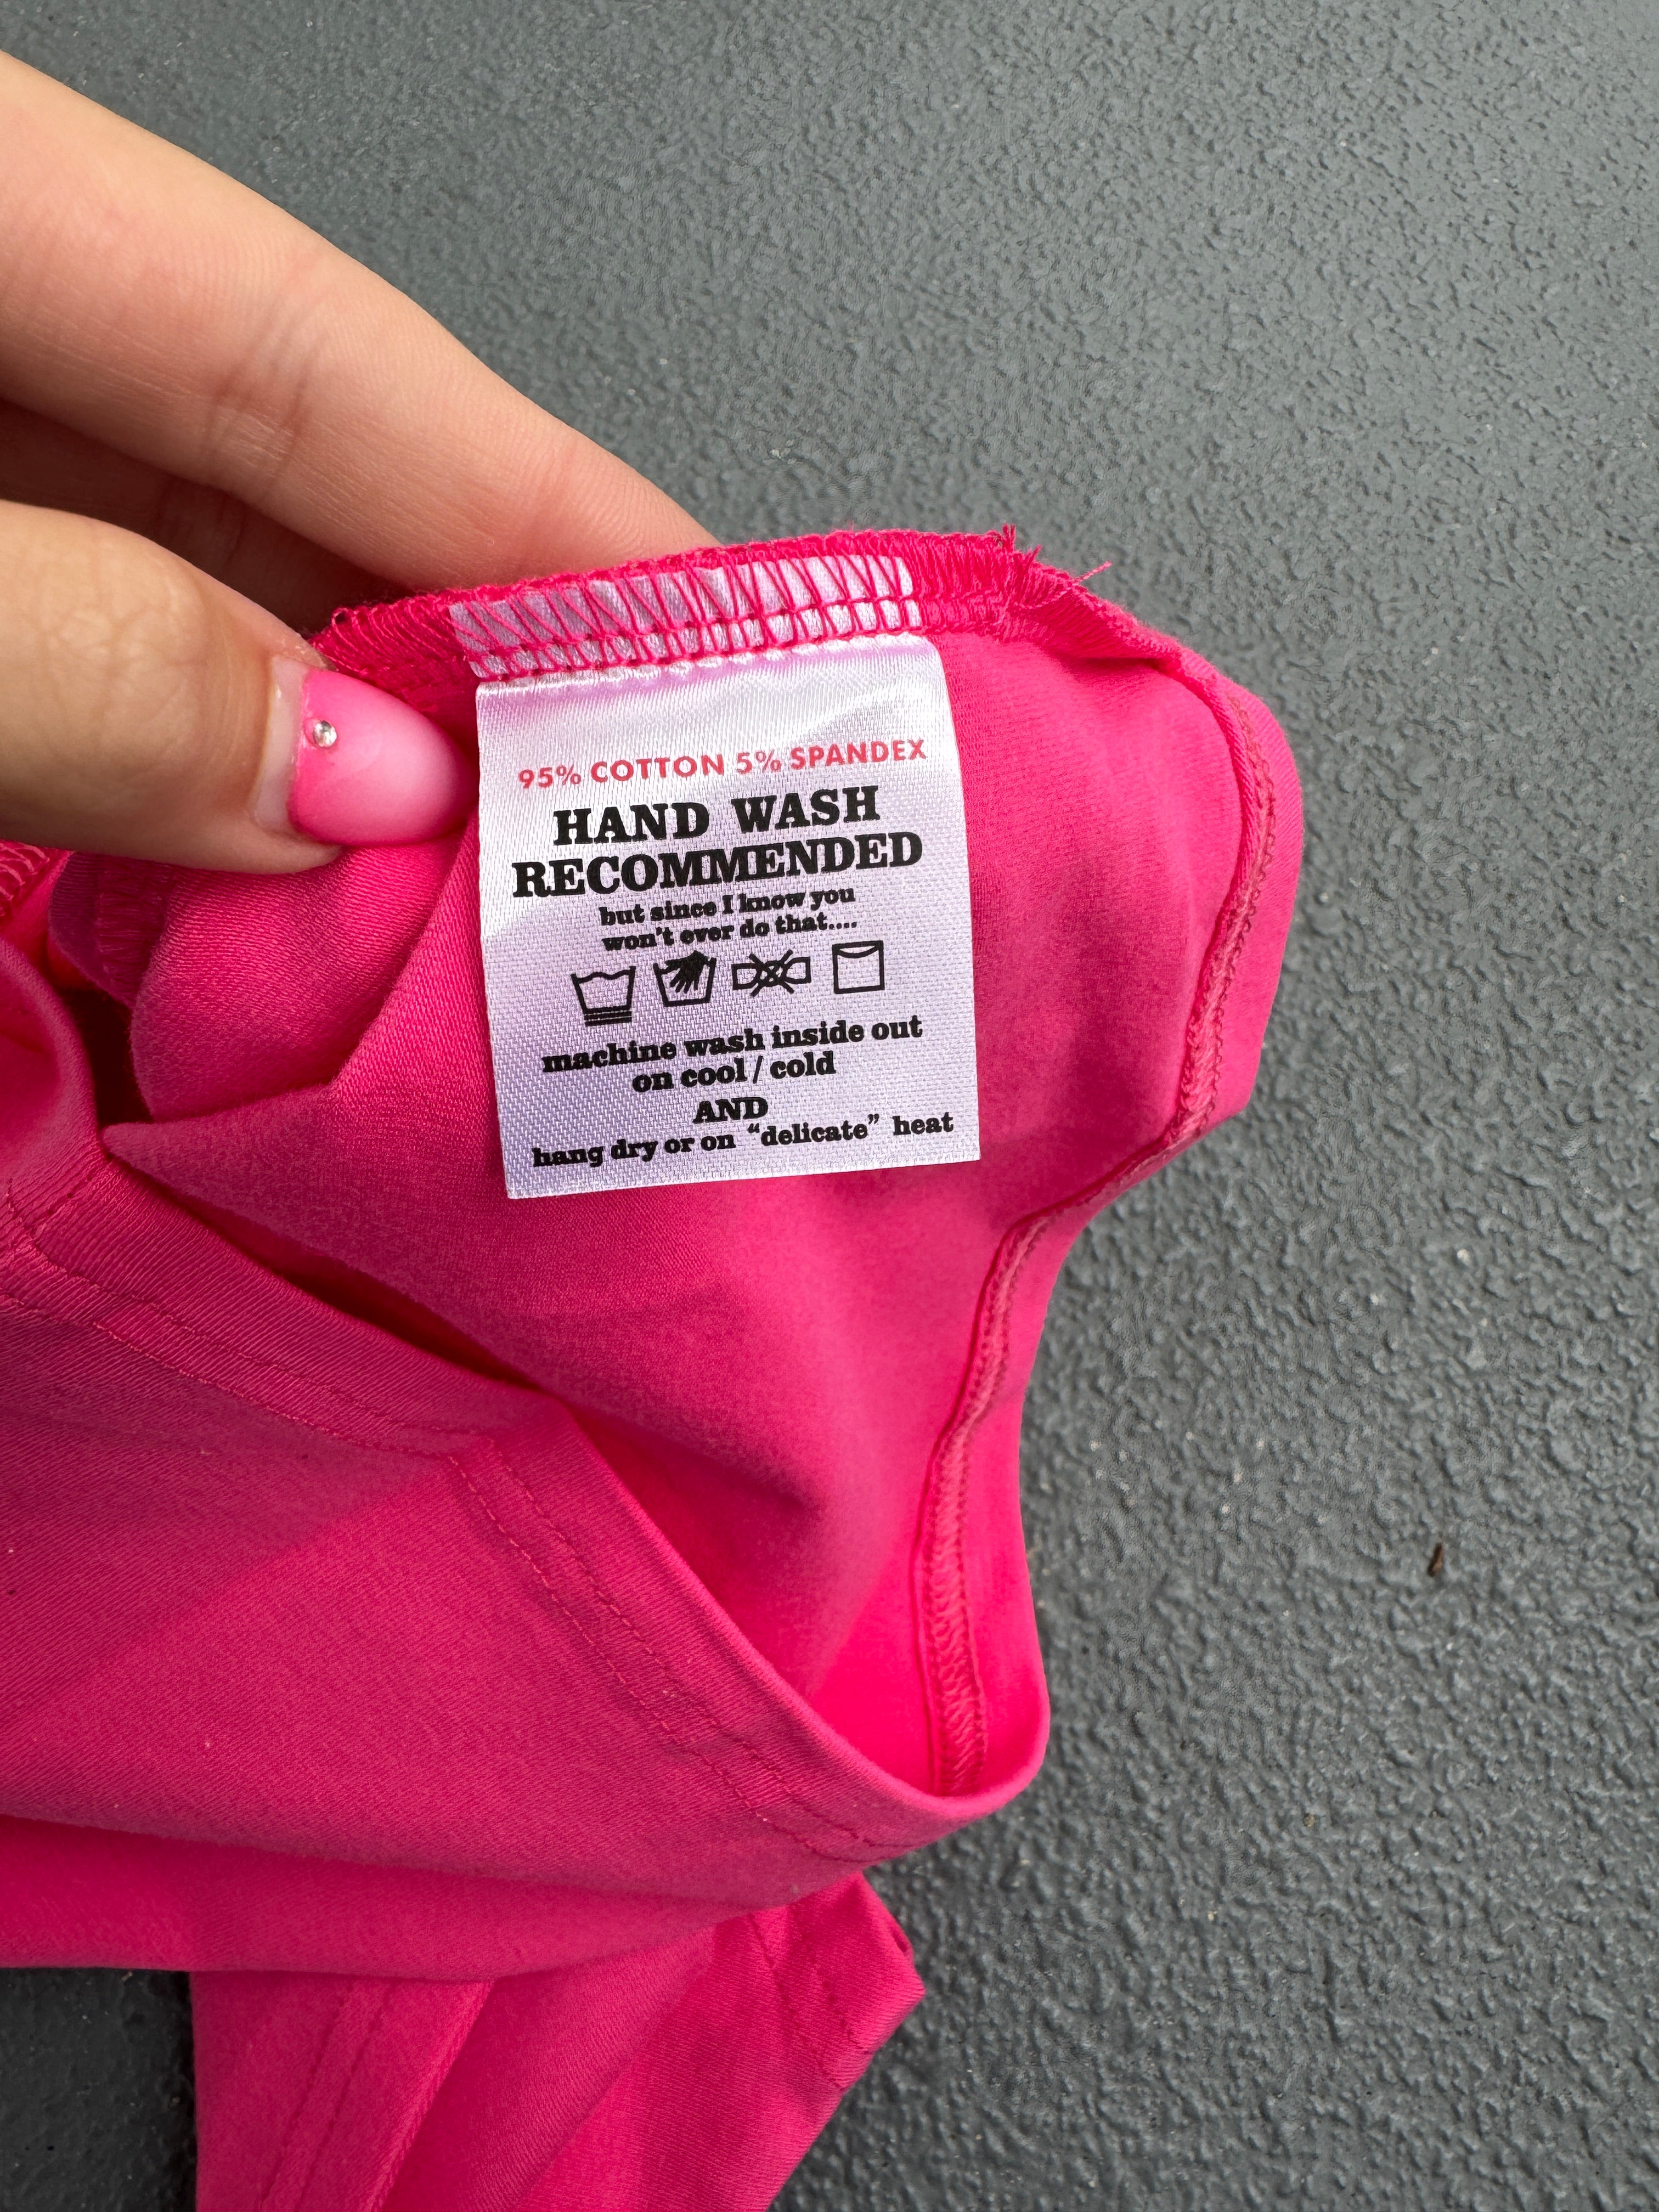 95% COTTON 5% SPANDEX
HAND WASH
RECOMMENDED
but since I know you
won't ever do that....
machine wash inside out
on cool / cold
AND
hang dry or on "delicate" heat